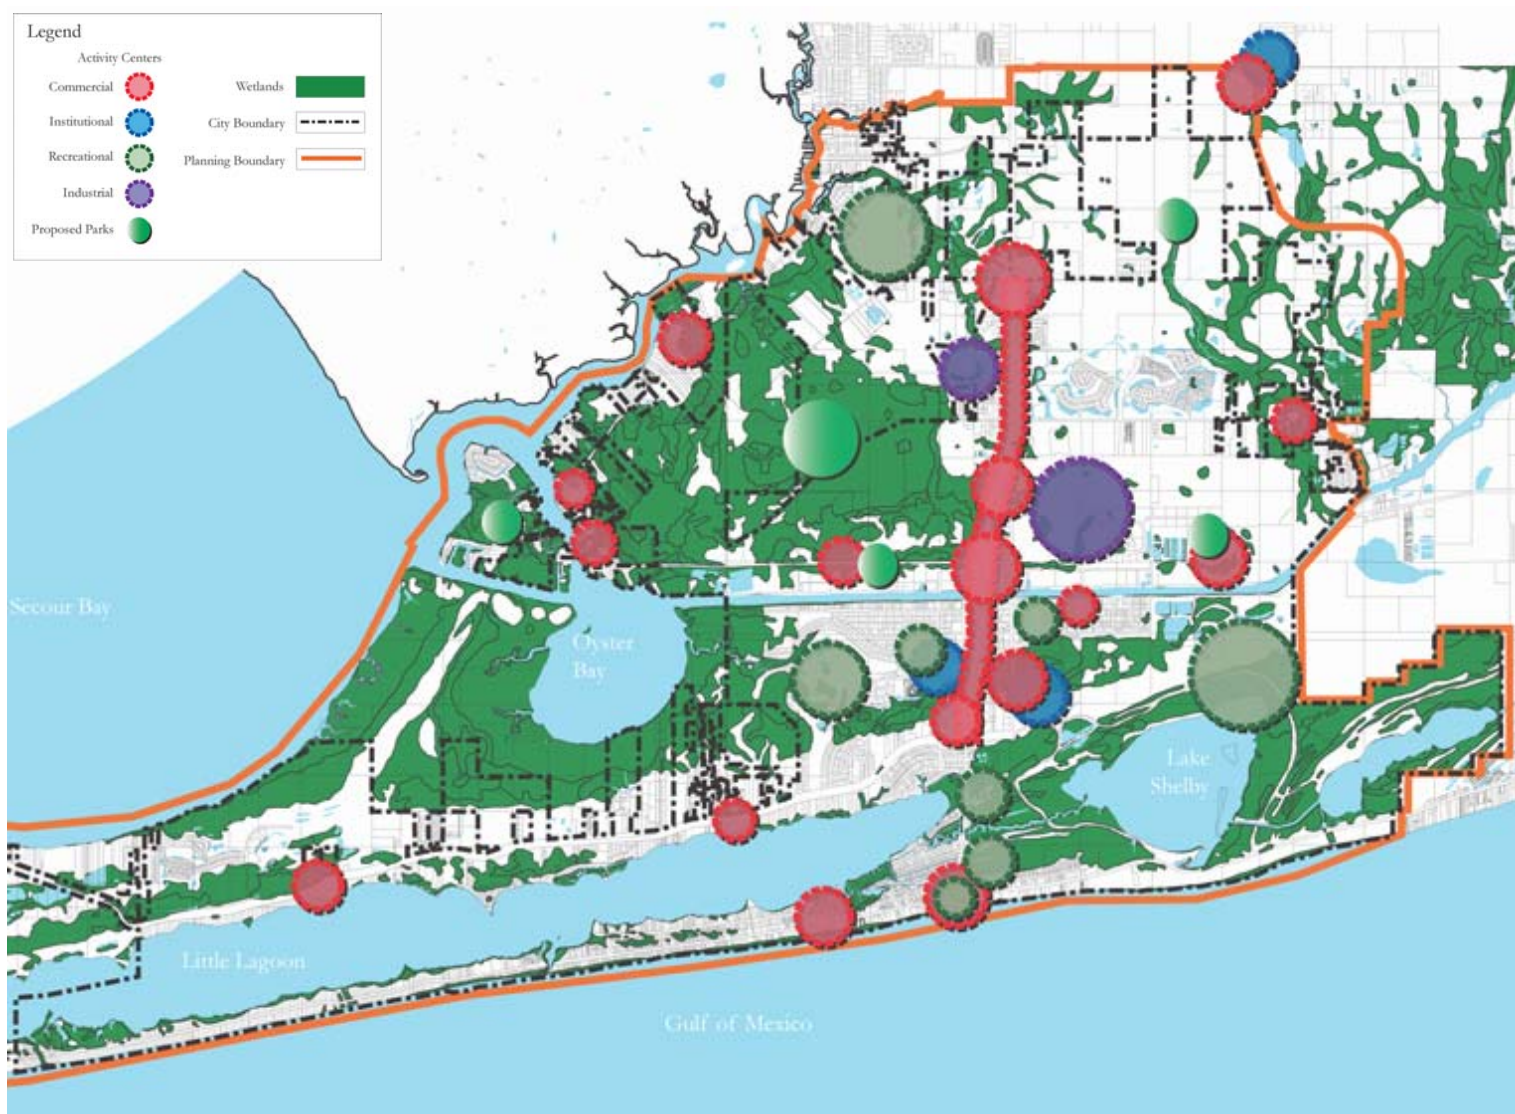 Legend
Activity Centers
Commercial
Institutional
Recreational
Industrial
Proposed Parks
Wetlands
City Boundary
Planning Boundary
Secour Bay
Oyster
Bay
Lake
Shelby
Little Lagoon
Gulf of Mexico